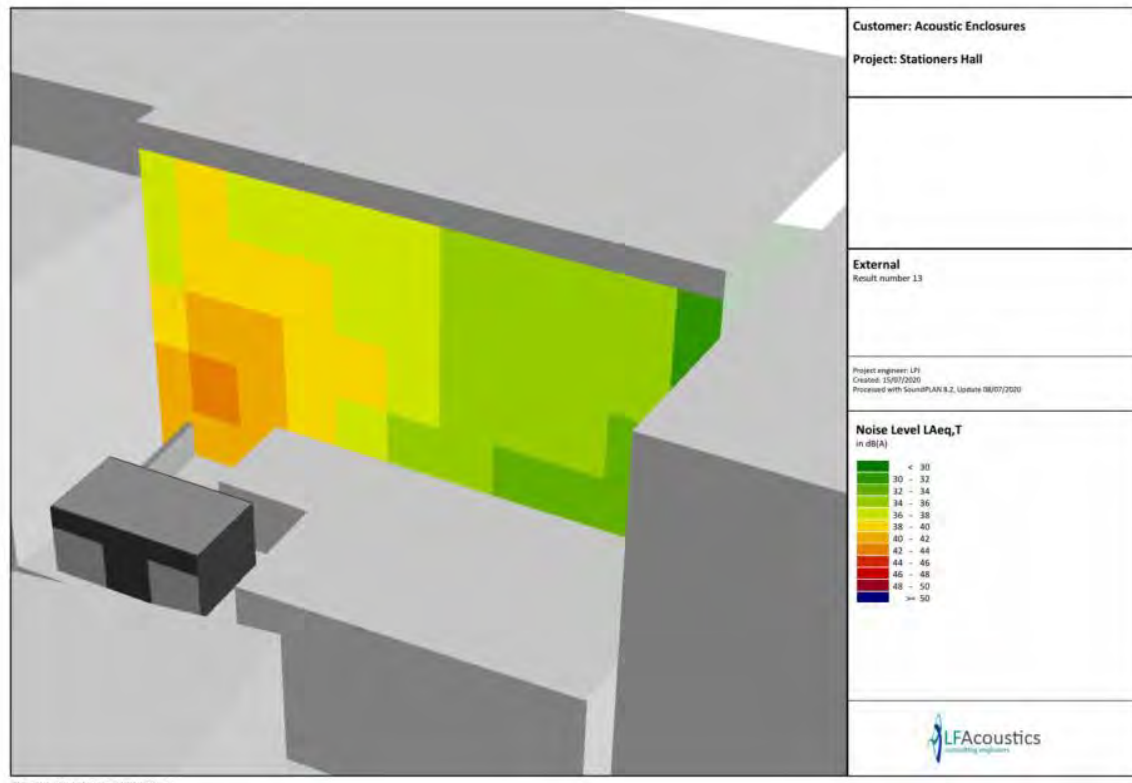 Customer: Acoustic Enclosures
Project: Stationers Hall
External
Result number 13
Project engineer: LFJ
Created: 15/07/2020
Processed with SoundPLAN 8.2, Update 08/07/2020
Noise Level LAeq,T
in dB(A)
< 30
30 - 32
32 - 34
34 - 36
36 - 38
38 - 40
40 - 42
42 - 44
44 - 46
46 - 48
48 - 50
>= 50
LFAcoustics
consulting engineers